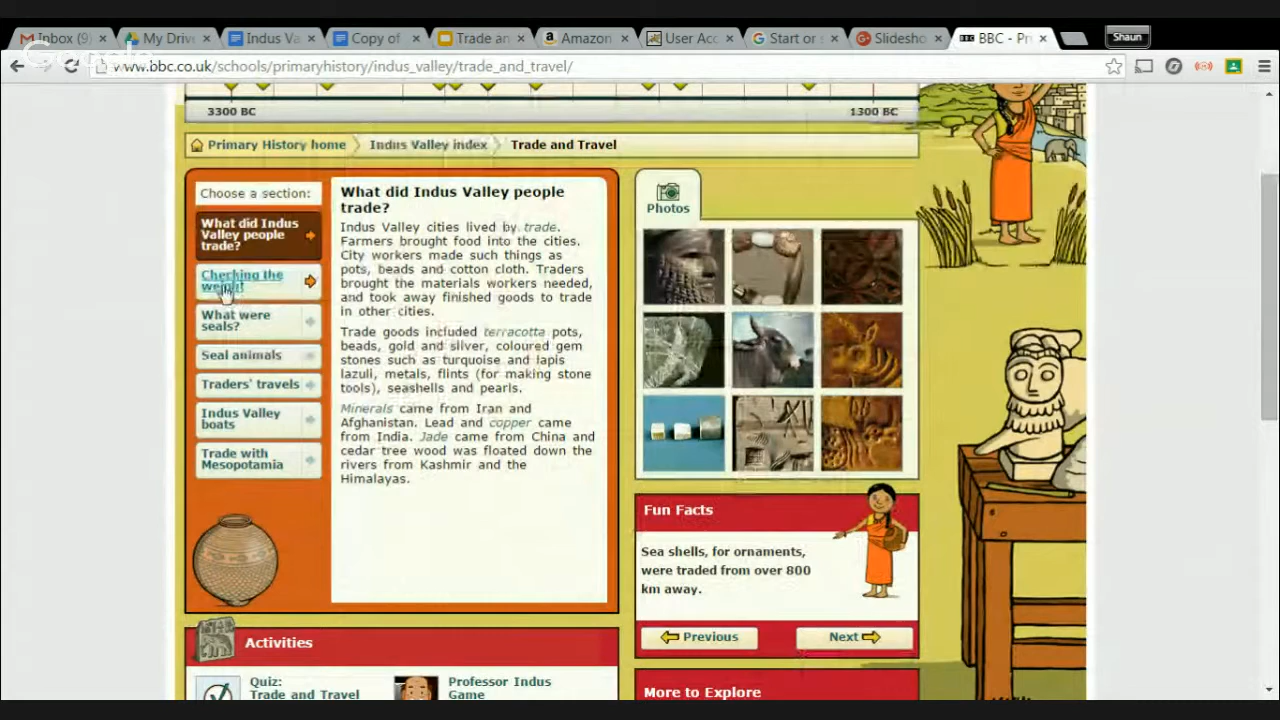 Inbox (9)
My Drive
Indus Va
Copy of
Trade an
Amazon
User Acc
Start or s
Slidesho
BBC - Pr
Shaun
www.bbc.co.uk/schools/primaryhistory/indus_valley/trade_and_travel/
3300 BC
1300 BC
Primary History home
Indus Valley index
Trade and Travel
Choose a section:
What did Indus
Valley people
trade?
Checking the
weight
What were
seals?
Seal animals
Traders' travels
Indus Valley
boats
Trade with
Mesopotamia
What did Indus Valley people
trade?
Indus Valley cities lived by trade.
Farmers brought food into the cities.
City workers made such things as
pots, beads and cotton cloth. Traders
brought the materials workers needed,
and took away finished goods to trade
in other cities.
Trade goods included terracotta pots,
beads, gold and silver, coloured gem
stones such as turquoise and lapis
lazuli, metals, flints (for making stone
tools), seashells and pearls.
Minerals came from Iran and
Afghanistan. Lead and copper came
from India. Jade came from China and
cedar tree wood was floated down the
rivers from Kashmir and the
Himalayas.
Photos
Fun Facts
Sea shells, for ornaments,
were traded from over 800
km away.
Previous
Next
Activities
Quiz:
Trade and Travel
Professor Indus
Game
More to Explore